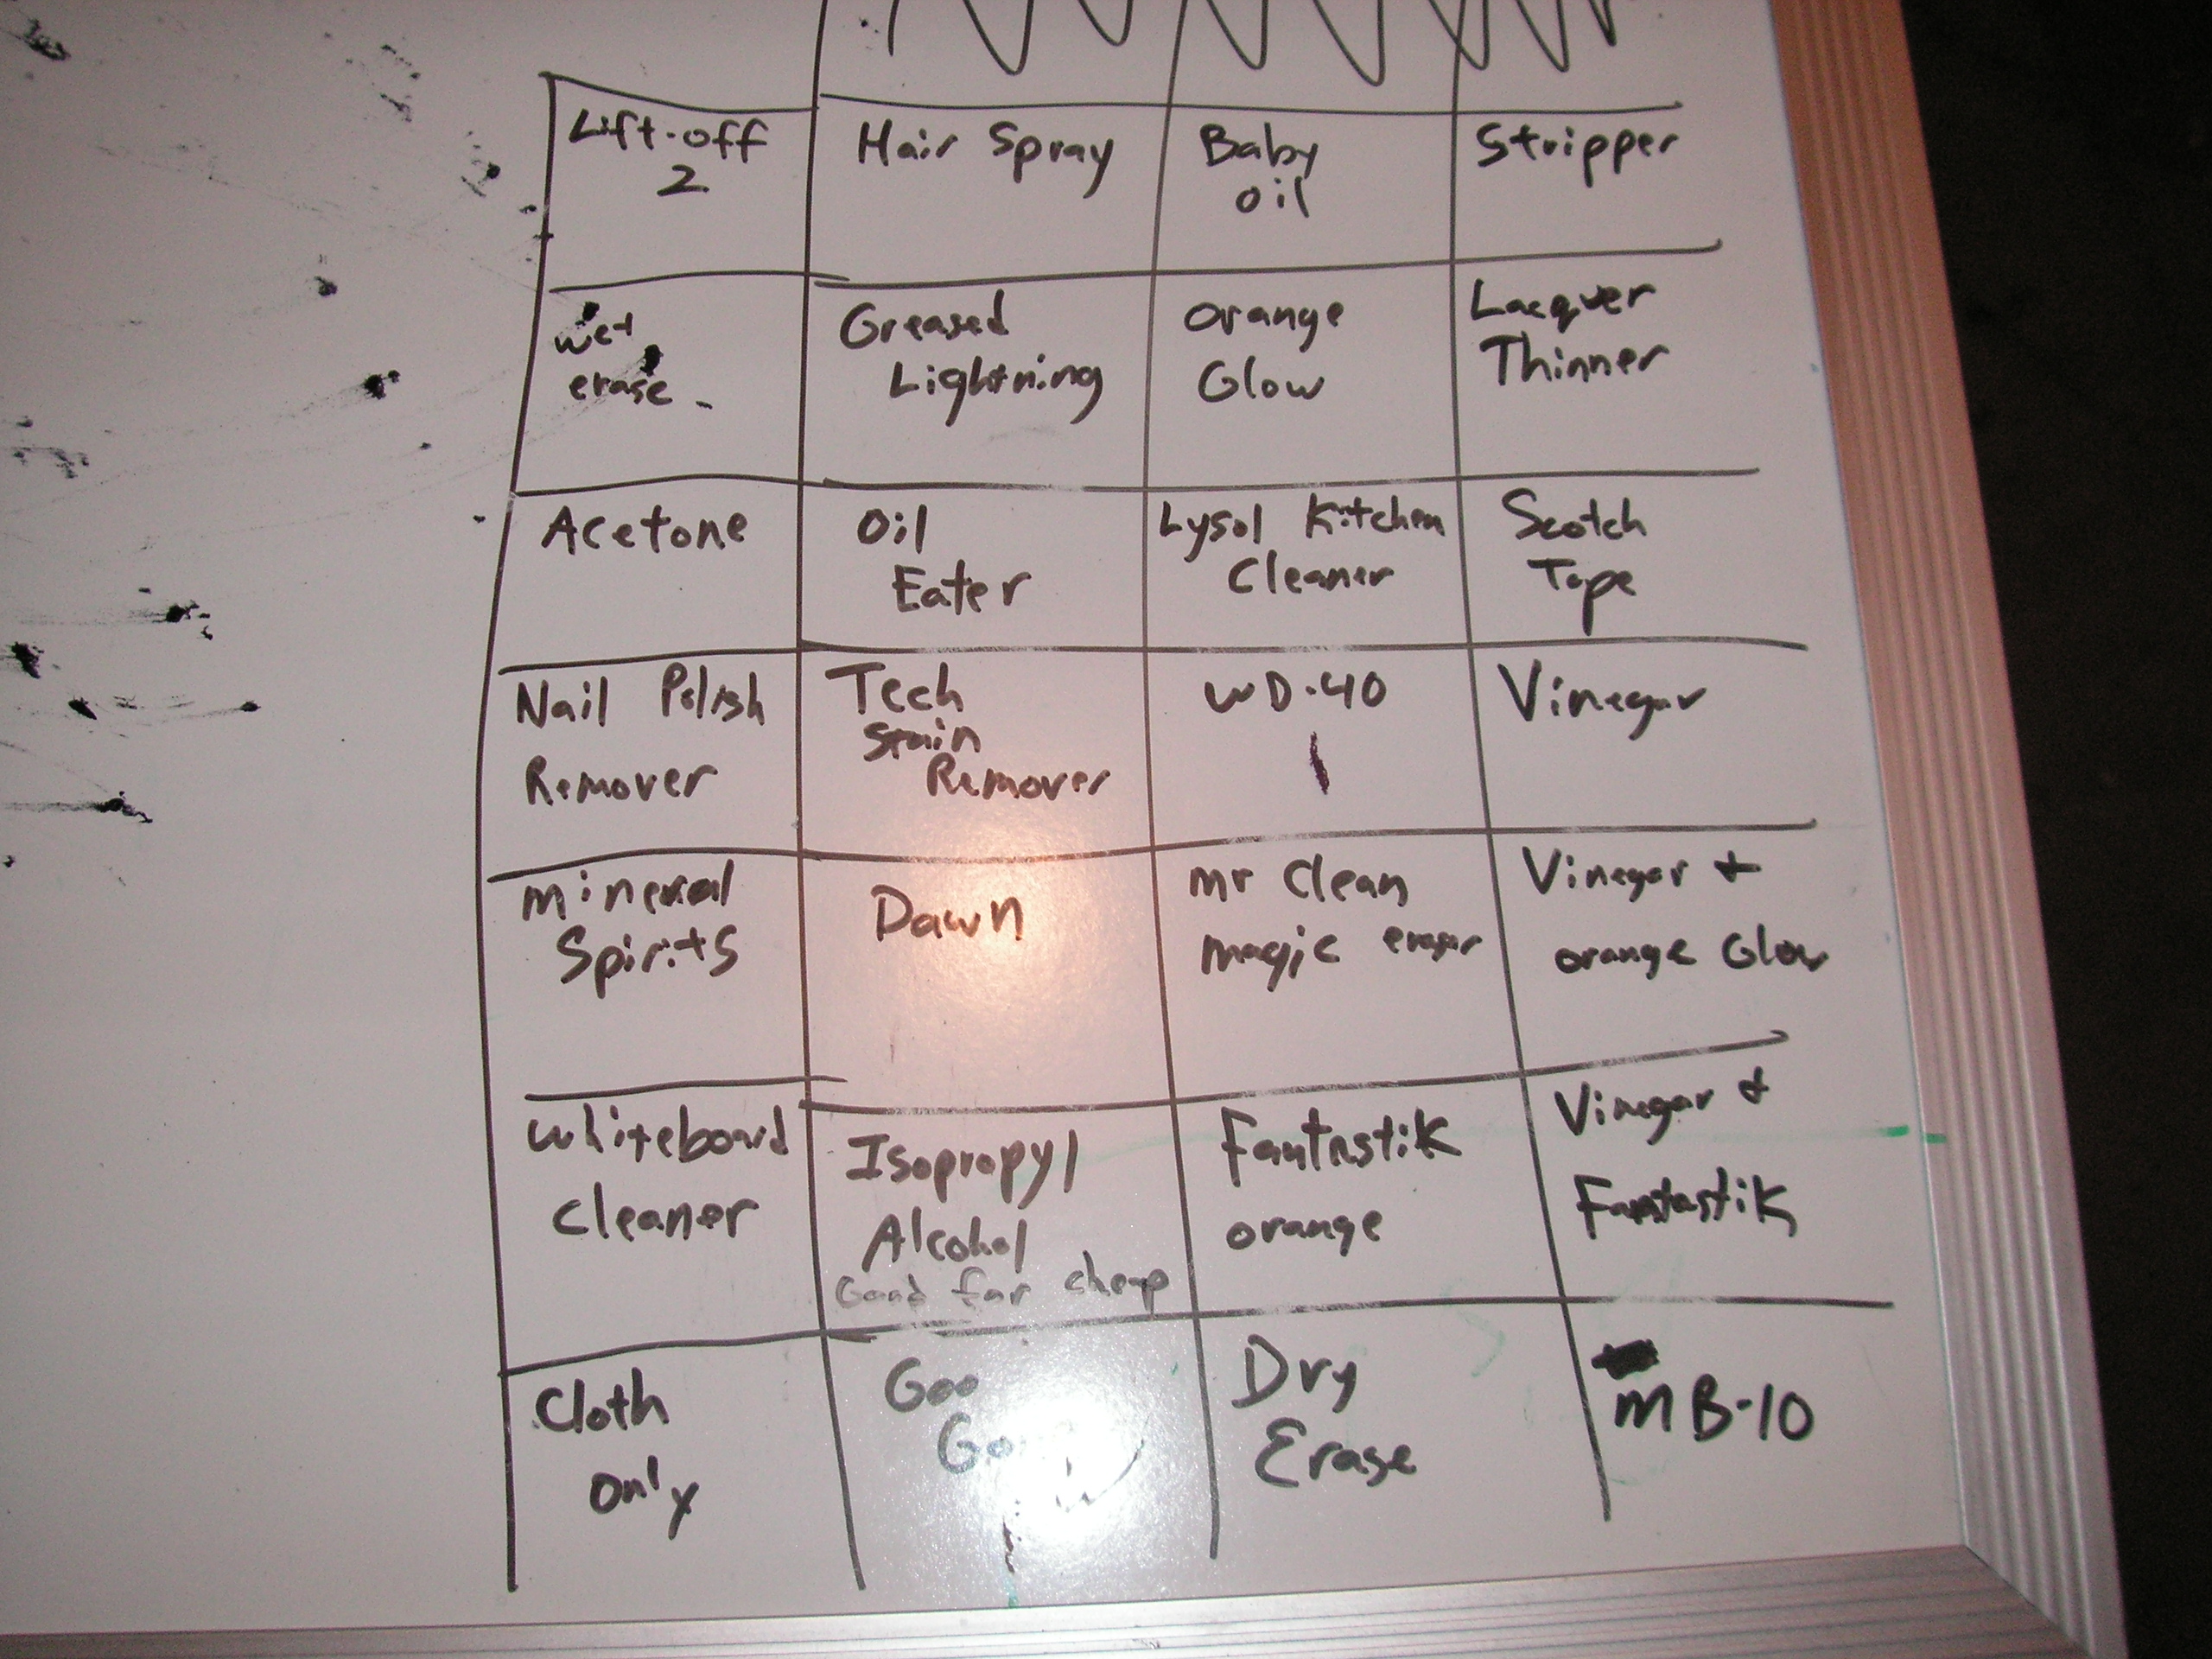 Lift-off
2
Hair Spray
Baby
oil
Stripper
wet
erase -
Greased
Lightning
Orange
Glow
Lacquer
Thinner
Acetone
Oil
Eater
Lysol Kitchen
Cleaner
Scotch
Tape
Nail Polish
Remover
Tech
Stain
Remover
WD-40
Vinegar
Mineral
Spirits
Dawn
Mr Clean
magic eraser
Vinegar +
orange Glow
Whiteboard
Cleaner
Isopropyl
Alcohol
Good for cheap
Fantastik
orange
Vinegar +
Fantastik
Cloth
only
Goo
Dry
Erase
MB-10